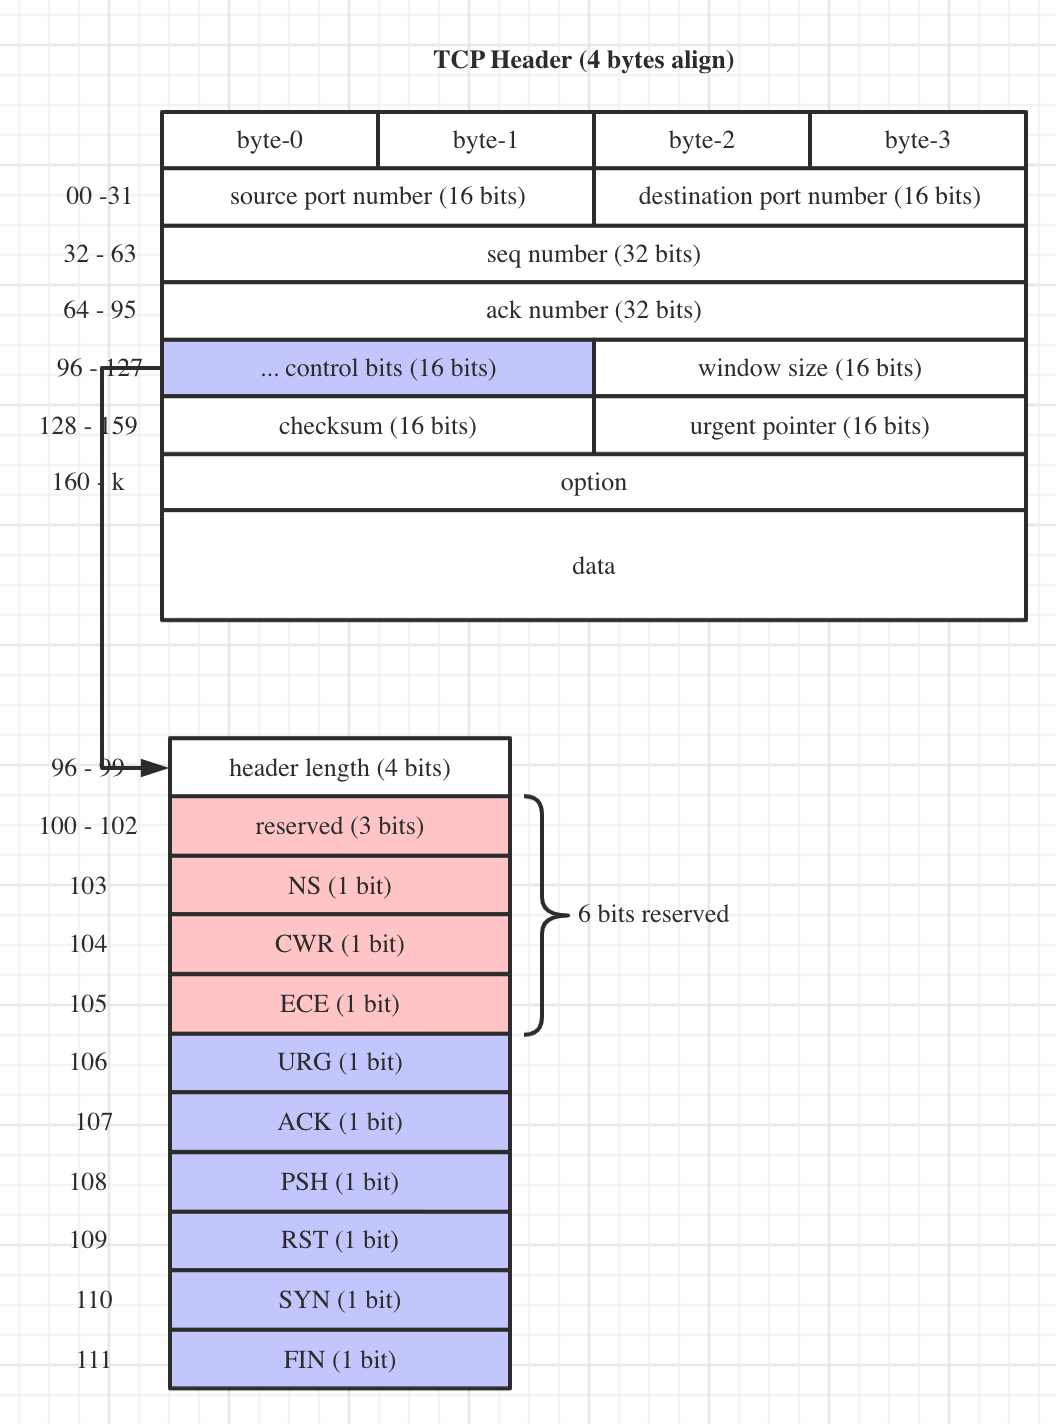 TCP Header (4 bytes align)
byte-0 byte-1 byte-2 byte-3
00 -31 source port number (16 bits) destination port number (16 bits)
32 - 63 seq number (32 bits)
64 - 95 ack number (32 bits)
96 - 127 ... control bits (16 bits) window size (16 bits)
128 - 159 checksum (16 bits) urgent pointer (16 bits)
160 - k option
data
96 - 99 header length (4 bits)
100 - 102 reserved (3 bits)
103 NS (1 bit)
6 bits reserved
104 CWR (1 bit)
105 ECE (1 bit)
106 URG (1 bit)
107 ACK (1 bit)
108 PSH (1 bit)
109 RST (1 bit)
110 SYN (1 bit)
111 FIN (1 bit)